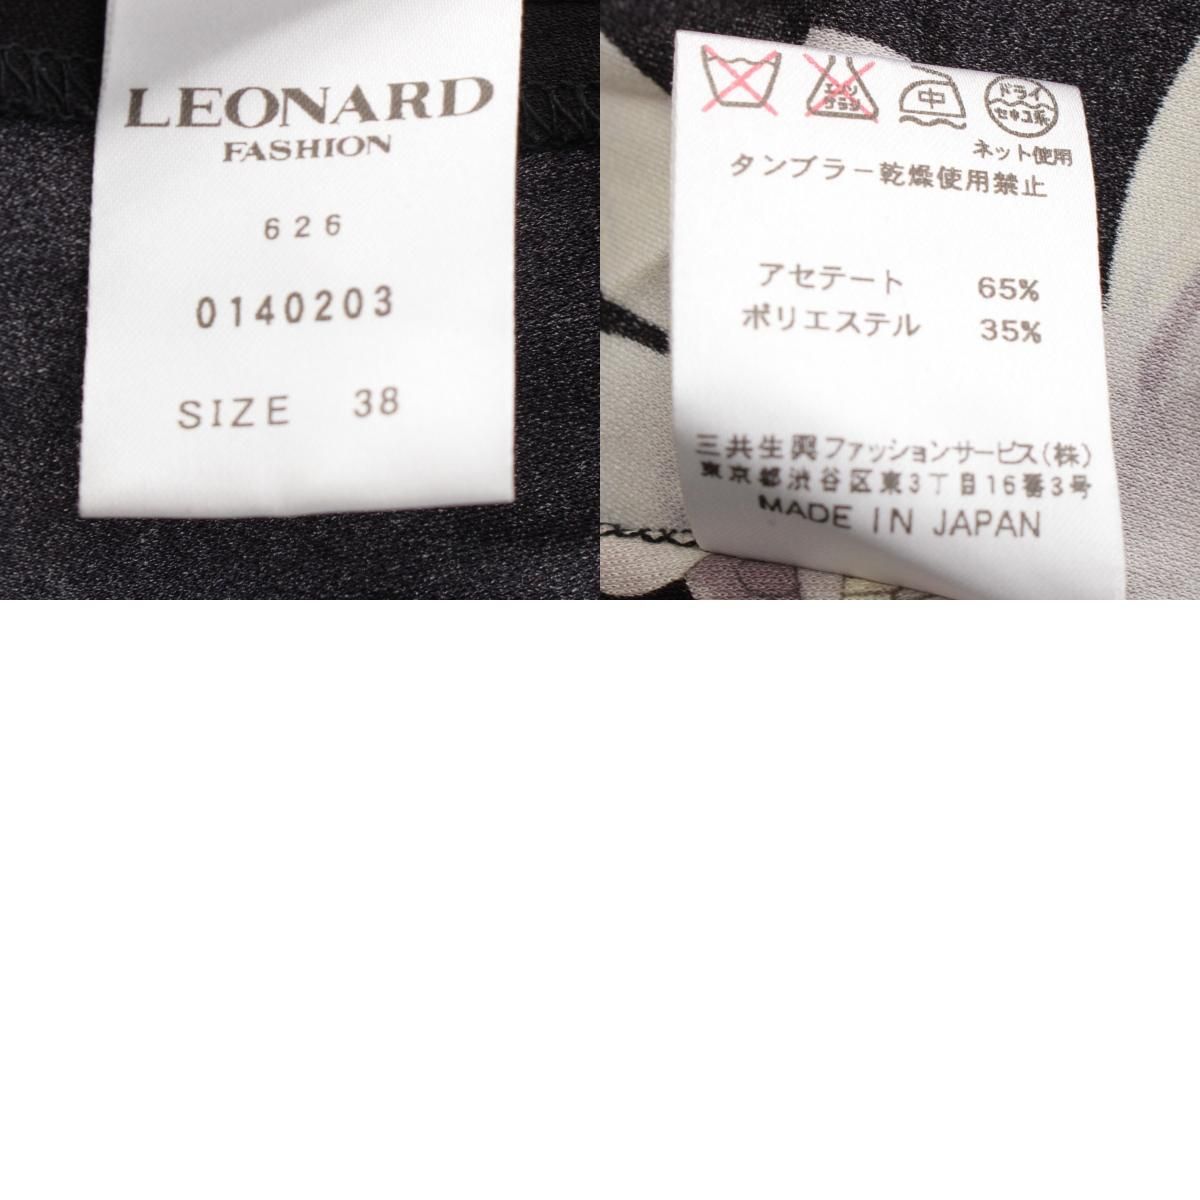 LEONARD
FASHION
626
0140203
SIZE 38
エンソ
サラシ
中
ドライ
セキユ系
ネット使用
タンブラー乾燥使用禁止
アセテート 65%
ポリエステル 35%
三共生興ファッションサービス(株)
東京都渋谷区東3丁目16番3号
MADE IN JAPAN